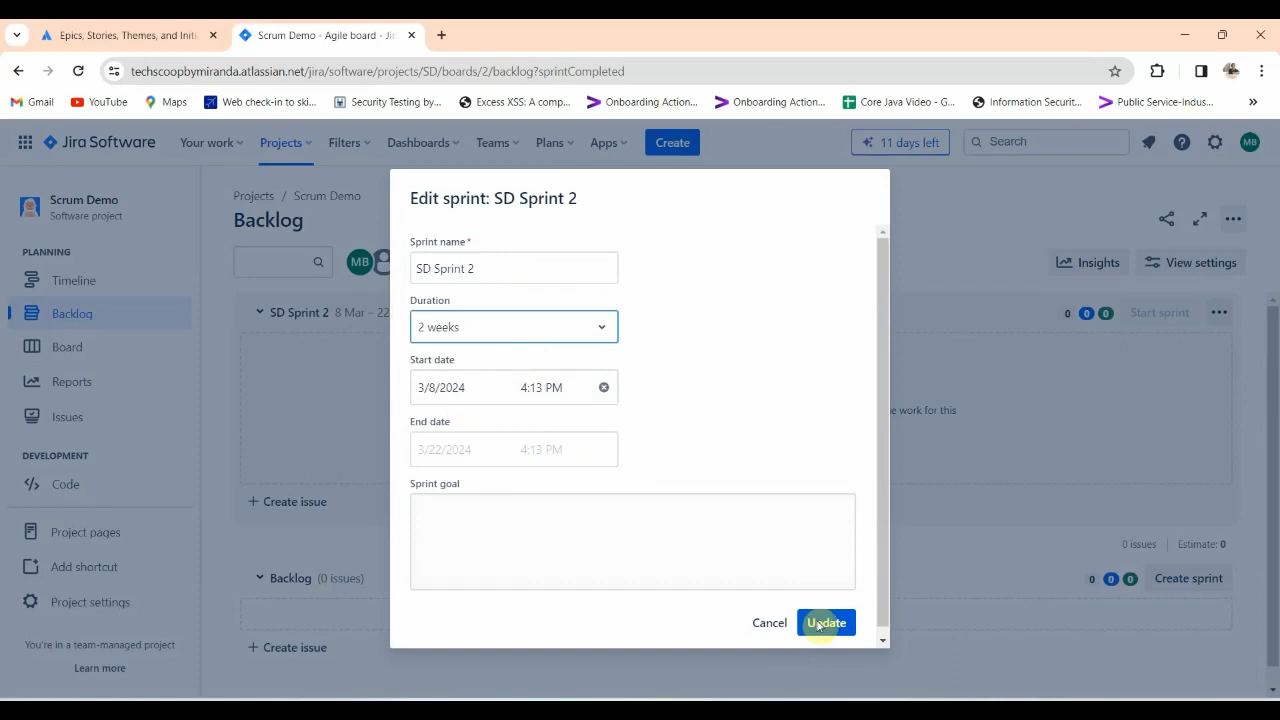 Epics, Stories, Themes, and Initi
Scrum Demo - Agile board - Jir
techscoopbymiranda.atlassian.net/jira/software/projects/SD/boards/2/backlog?sprintCompleted
Gmail YouTube Maps Web check-in to ski... Security Testing by... Excess CSS: A comp... Onboarding Action... Onboarding Action... Core Java Video - G... Information Securit... Public Service-Indus... »
Jira Software Your work Projects Filters Dashboards Teams Plans Apps Create 11 days left Search MB
Scrum Demo
Software project
PLANNING
Timeline
Backlog
Board
Reports
Issues
DEVELOPMENT
Code
Project pages
Add shortcut
Project settings
You're in a team-managed project
Learn more
Projects / Scrum Demo
Backlog
MB
Insights View settings
SD Sprint 2 8 Mar – 22
0 0 0 Start sprint
e work for this
+ Create issue
0 issues Estimate: 0
Backlog (0 issues)
0 0 0 Create sprint
+ Create issue
Edit sprint: SD Sprint 2
Sprint name *
SD Sprint 2
Duration
2 weeks
Start date
3/8/2024 4:13 PM
End date
3/22/2024 4:13 PM
Sprint goal
Cancel Update